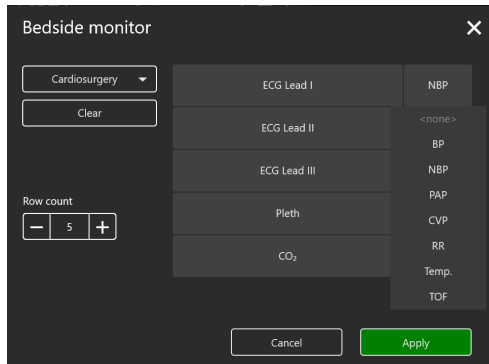 Bedside monitor
Cardiosurgery
Clear
Row count
5
ECG Lead I
NBP
ECG Lead II
ECG Lead III
Pleth
CO₂
<none>
BP
NBP
PAP
CVP
RR
Temp.
TOF
Cancel
Apply